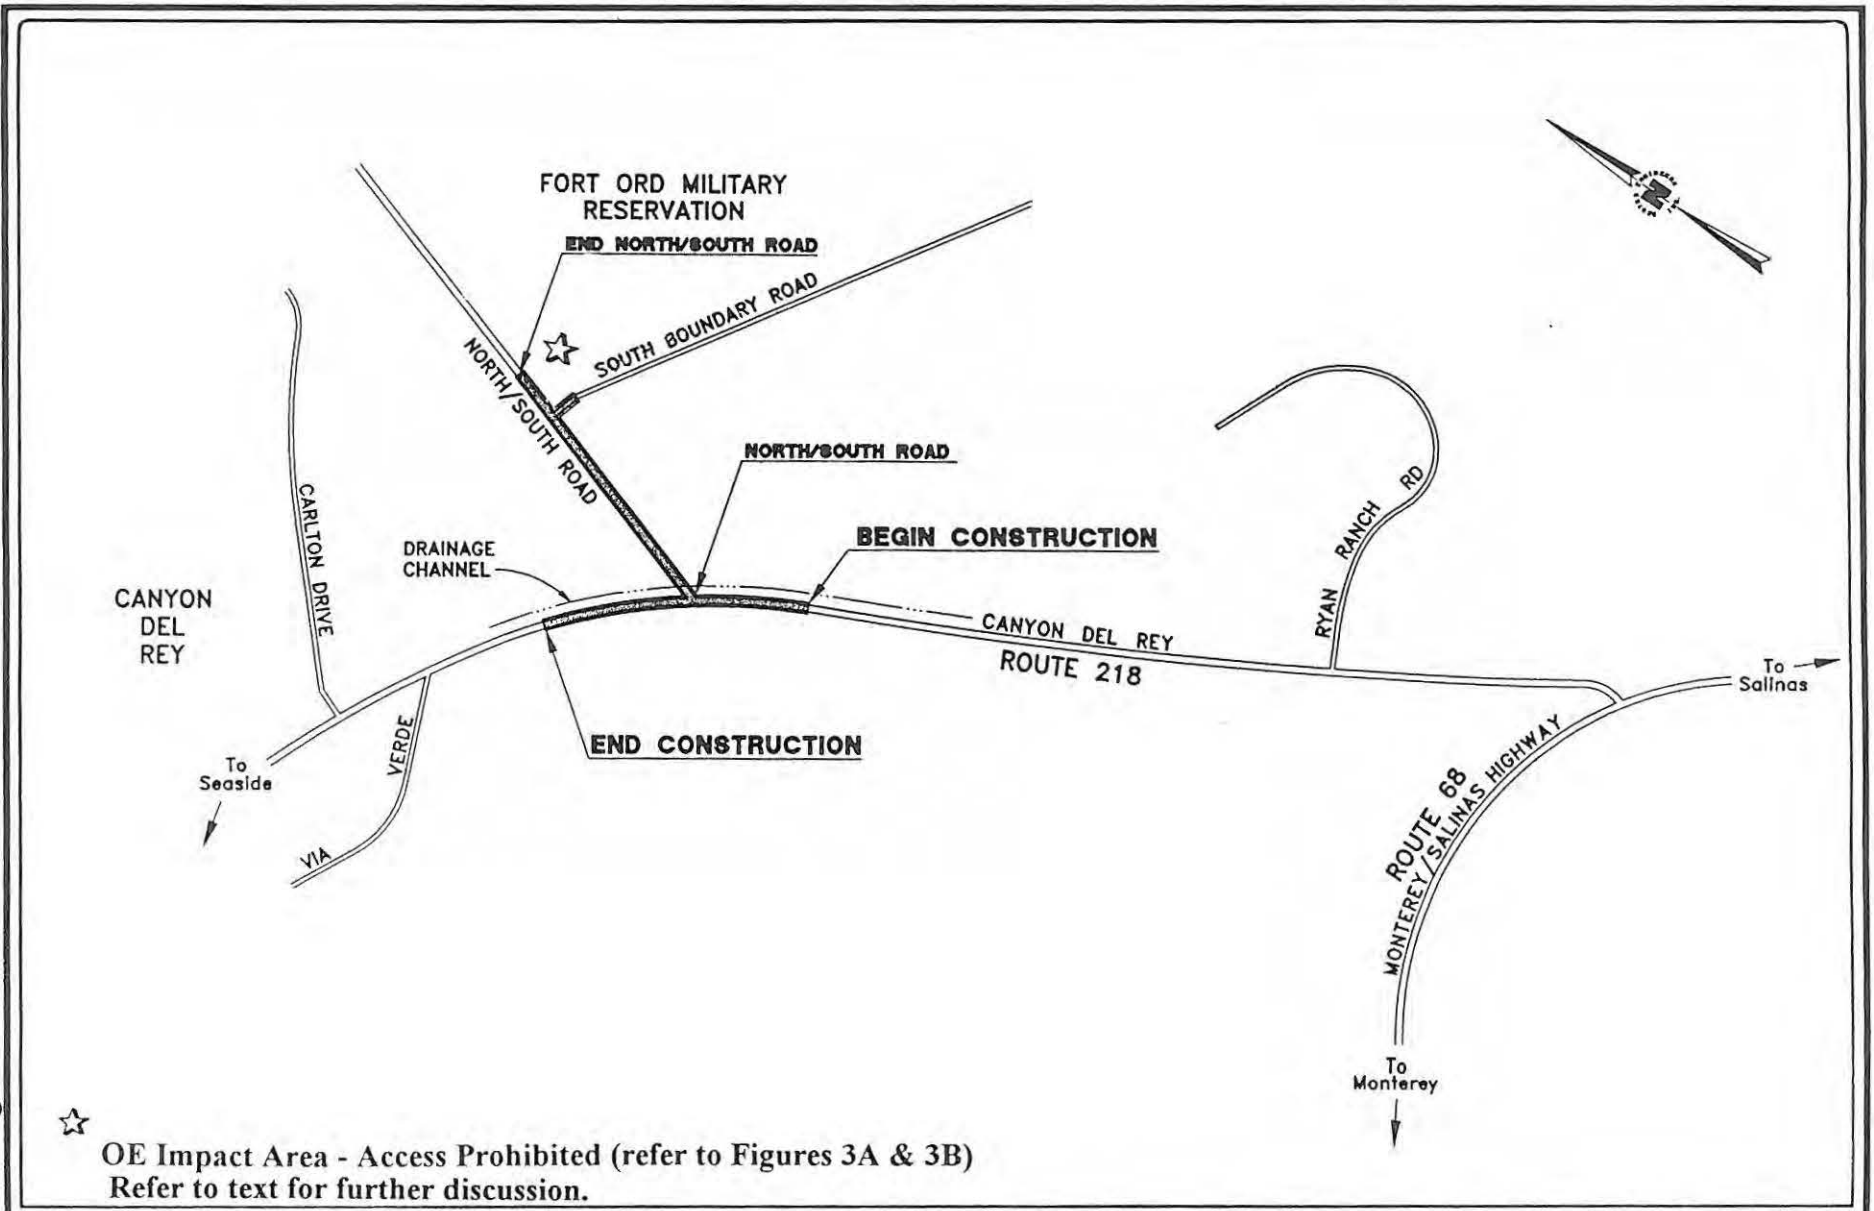 FORT ORD MILITARY
RESERVATION
END NORTH/SOUTH ROAD
SOUTH BOUNDARY ROAD
NORTH/SOUTH ROAD
NORTH/SOUTH ROAD
BEGIN CONSTRUCTION
DRAINAGE
CHANNEL
CARLTON DRIVE
CANYON
DEL
REY
CANYON DEL REY
ROUTE 218
RYAN RANCH RD
To
Salinas
END CONSTRUCTION
VIA VERDE
To
Seaside
ROUTE 68
MONTEREY/SALINAS HIGHWAY
To
Monterey
N
OE Impact Area - Access Prohibited (refer to Figures 3A & 3B)
Refer to text for further discussion.